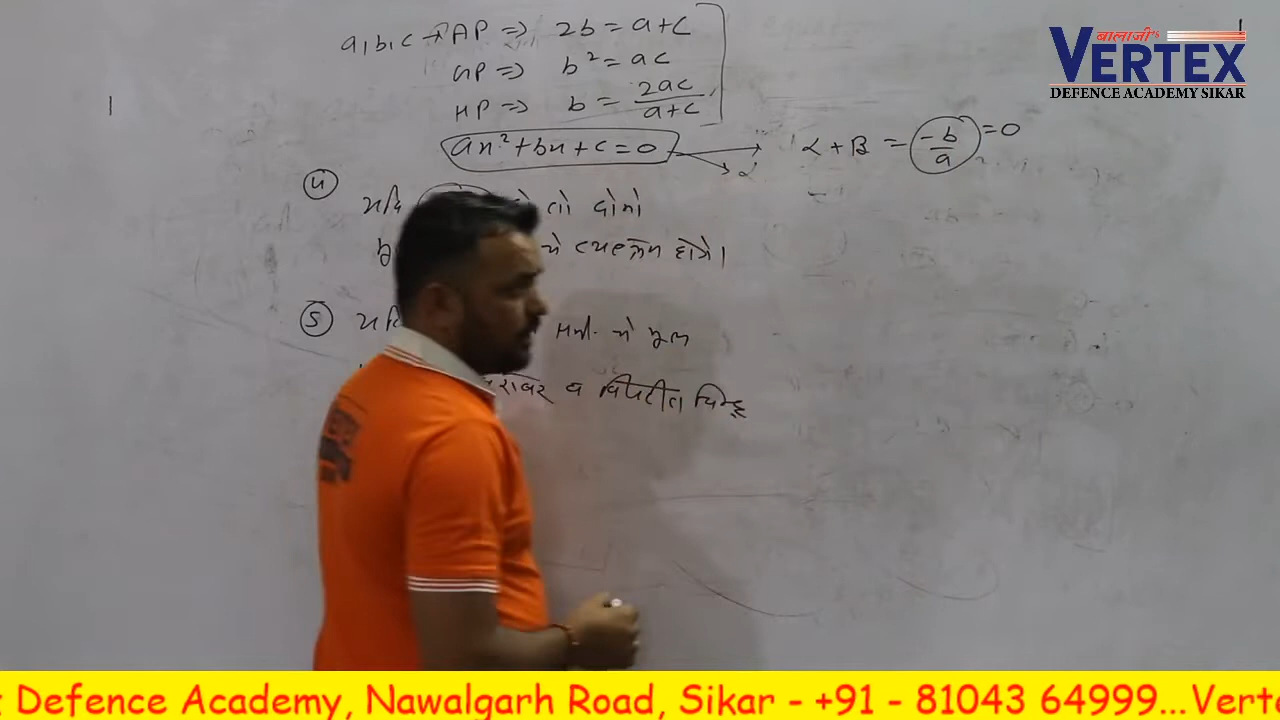 a, b, c → AP ⇒ 2b = a+c
GP ⇒ b² = ac
HP ⇒ b = 2ac/a+c
ax²+bx+c=0
α + β = -b/a = 0
α
④
यदि हो तो दोनो
के व्युत्क्रम होंगे।
⑤ यदि के मूल
बराबर व विपरीत चिन्ह
बालाजी's
VERTEX
DEFENCE ACADEMY SIKAR
Defence Academy, Nawalgarh Road, Sikar - +91 - 81043 64999...Verte